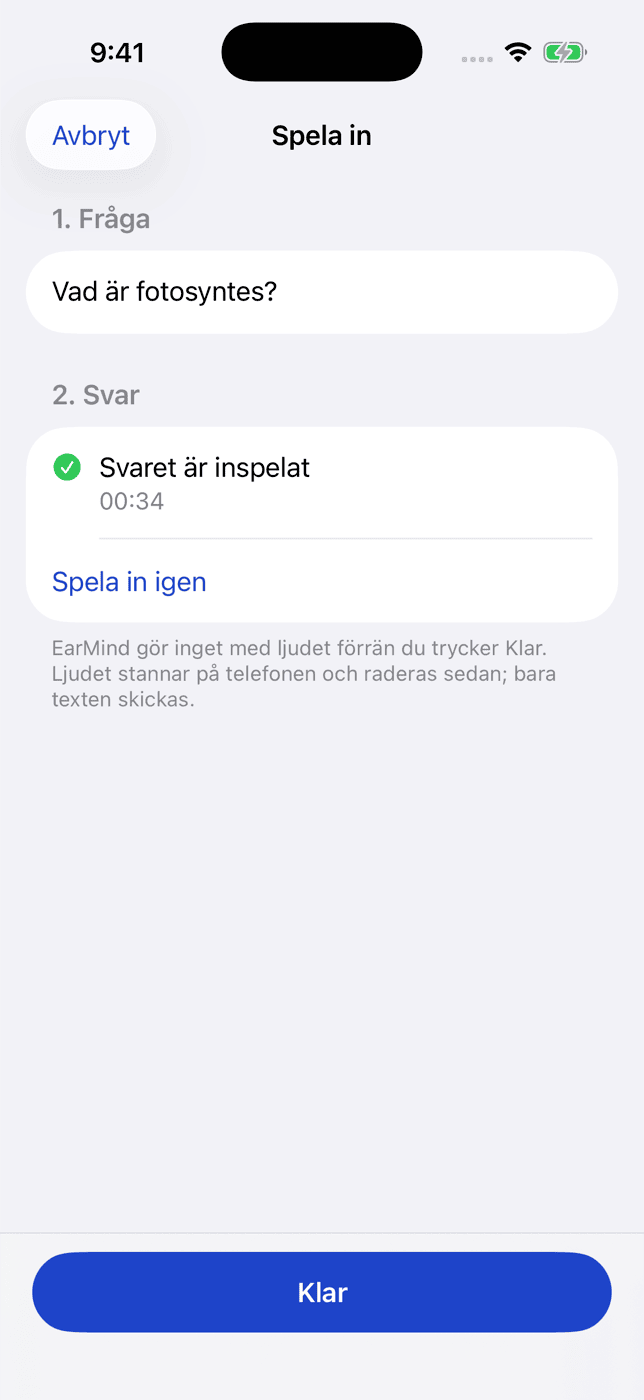 9:41
Avbryt
Spela in
1. Fråga
Vad är fotosyntes?
2. Svar
Svaret är inspelat
00:34
Spela in igen
EarMind gör inget med ljudet förrän du trycker Klar.
Ljudet stannar på telefonen och raderas sedan; bara
texten skickas.
Klar